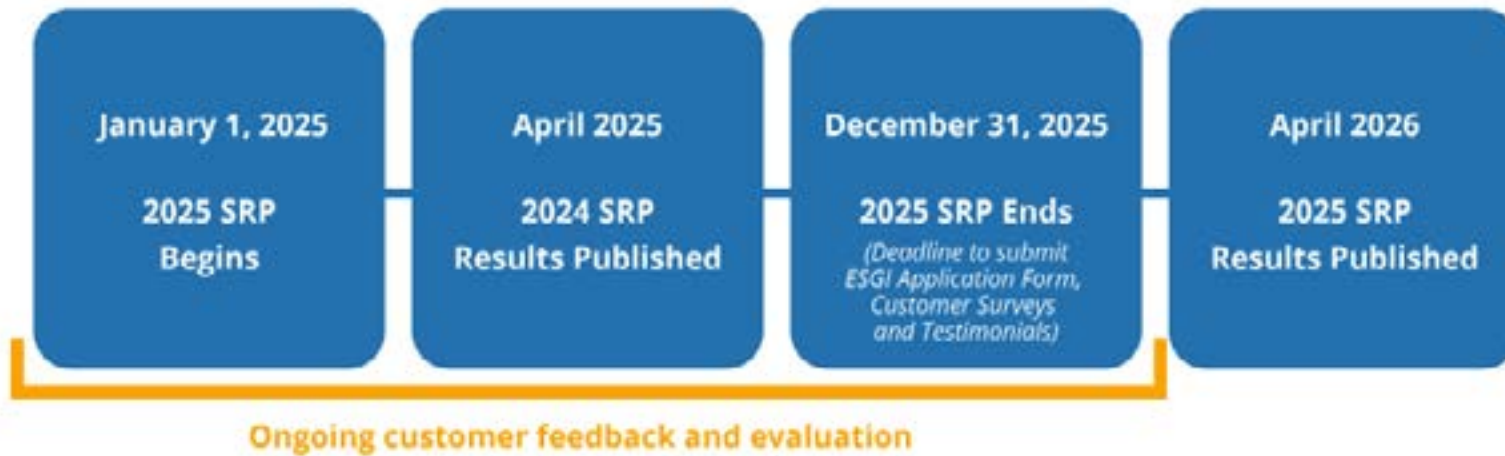 January 1, 2025
2025 SRP
Begins
April 2025
2024 SRP
Results Published
December 31, 2025
2025 SRP Ends
(Deadline to submit
ESGI Application Form,
Customer Surveys
and Testimonials)
April 2026
2025 SRP
Results Published
Ongoing customer feedback and evaluation